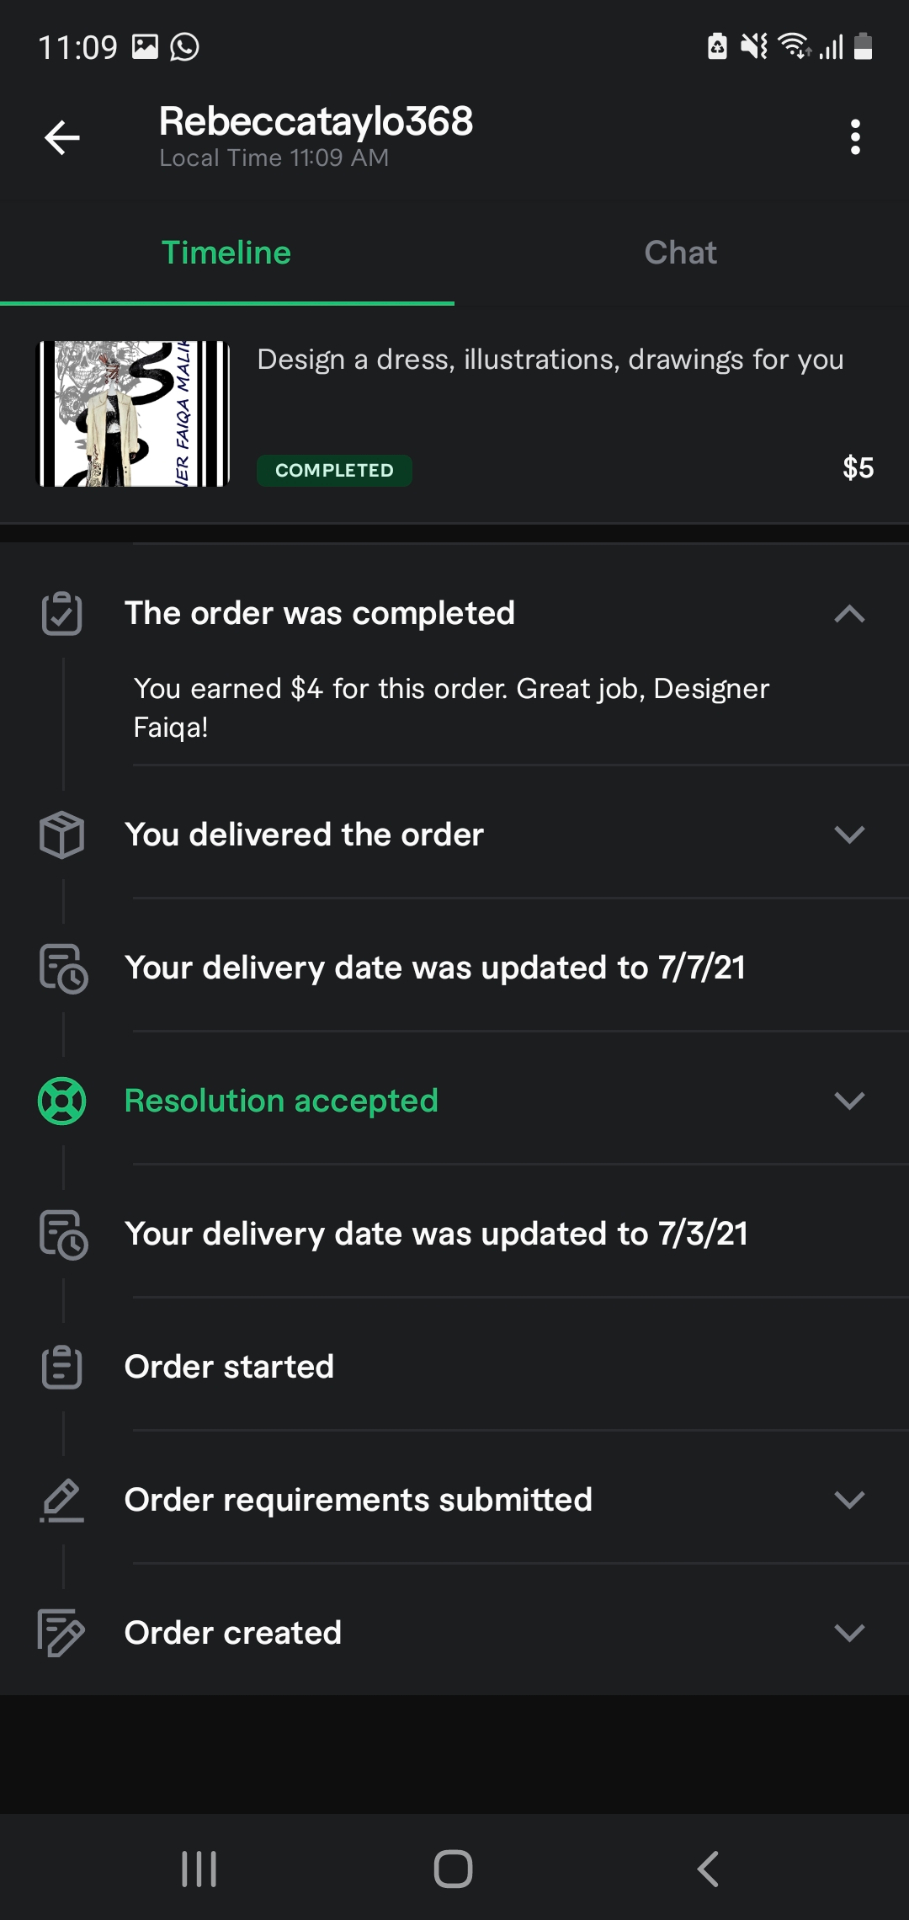 11:09
Rebeccataylo368
Local Time 11:09 AM
Timeline
Chat
Design a dress, illustrations, drawings for you
FAIQA MALIK
COMPLETED
$5
The order was completed
You earned $4 for this order. Great job, Designer
Faiqa!
You delivered the order
Your delivery date was updated to 7/7/21
Resolution accepted
Your delivery date was updated to 7/3/21
Order started
Order requirements submitted
Order created